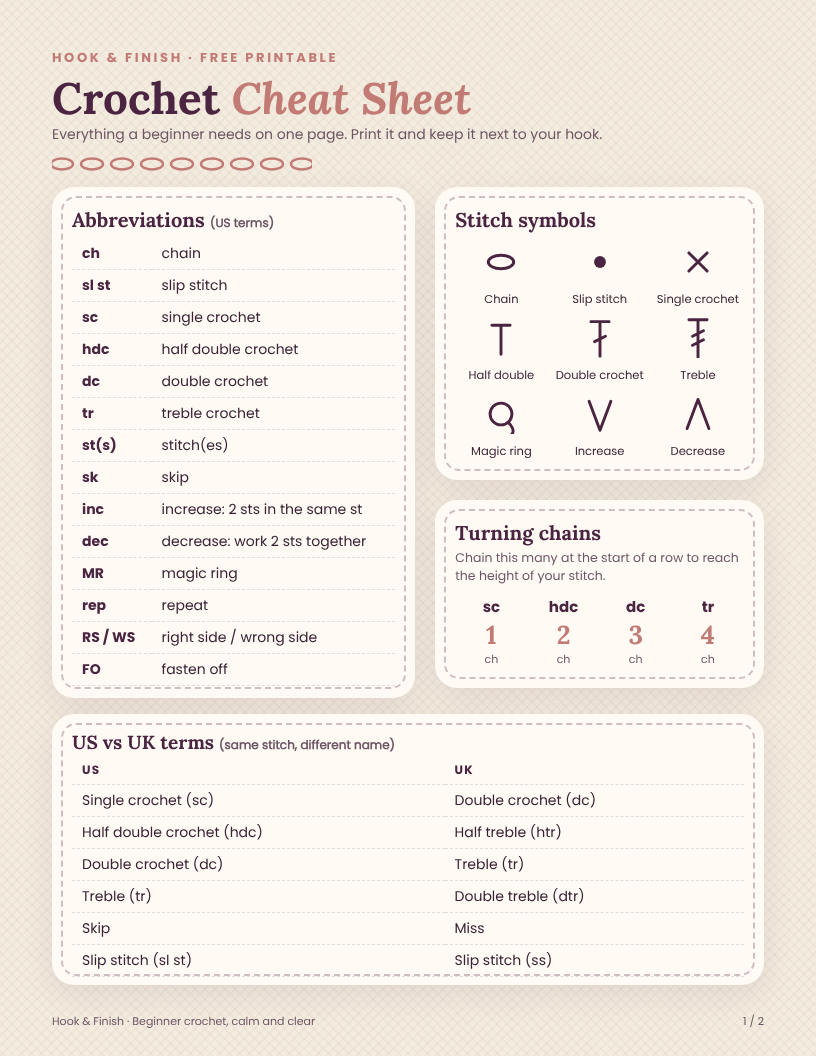 HOOK & FINISH · FREE PRINTABLE
Crochet Cheat Sheet
Everything a beginner needs on one page. Print it and keep it next to your hook.
Abbreviations (US terms)
ch chain
sl st slip stitch
sc single crochet
hdc half double crochet
dc double crochet
tr treble crochet
st(s) stitch(es)
sk skip
inc increase: 2 sts in the same st
dec decrease: work 2 sts together
MR magic ring
rep repeat
RS / WS right side / wrong side
FO fasten off
Stitch symbols
Chain Slip stitch Single crochet
Half double Double crochet Treble
Magic ring Increase Decrease
Turning chains
Chain this many at the start of a row to reach
the height of your stitch.
sc hdc dc tr
1 2 3 4
ch ch ch ch
US vs UK terms (same stitch, different name)
US UK
Single crochet (sc) Double crochet (dc)
Half double crochet (hdc) Half treble (htr)
Double crochet (dc) Treble (tr)
Treble (tr) Double treble (dtr)
Skip Miss
Slip stitch (sl st) Slip stitch (ss)
Hook & Finish · Beginner crochet, calm and clear 1 / 2